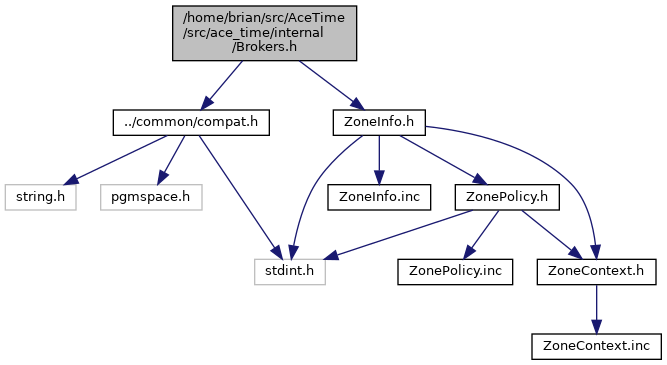 /home/brian/src/AceTime
/src/ace_time/internal
/Brokers.h
../common/compat.h
ZoneInfo.h
string.h
pgmspace.h
ZoneInfo.inc
ZonePolicy.h
stdint.h
ZonePolicy.inc
ZoneContext.h
ZoneContext.inc